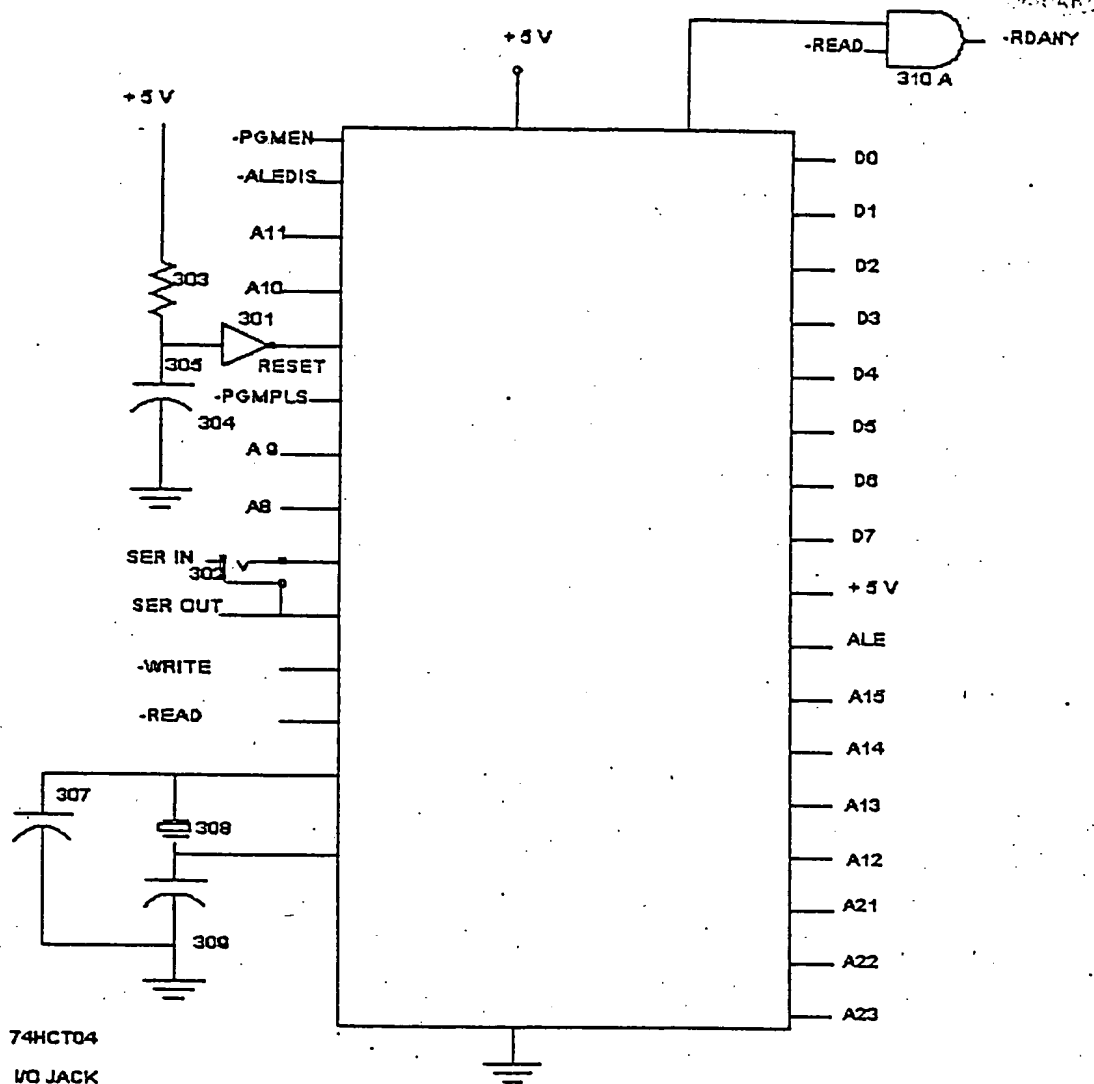 +5 V
-READ
-RDANY
310 A
+5 V
-PGMEN
-ALEDIS
A11
A10
303
301
305
RESET
304
-PGMPLS
A9
A8
SER IN
302
SER OUT
-WRITE
-READ
307
308
309
D0
D1
D2
D3
D4
D5
D6
D7
+5 V
ALE
A15
A14
A13
A12
A21
A22
A23
74HCT04
I/O JACK